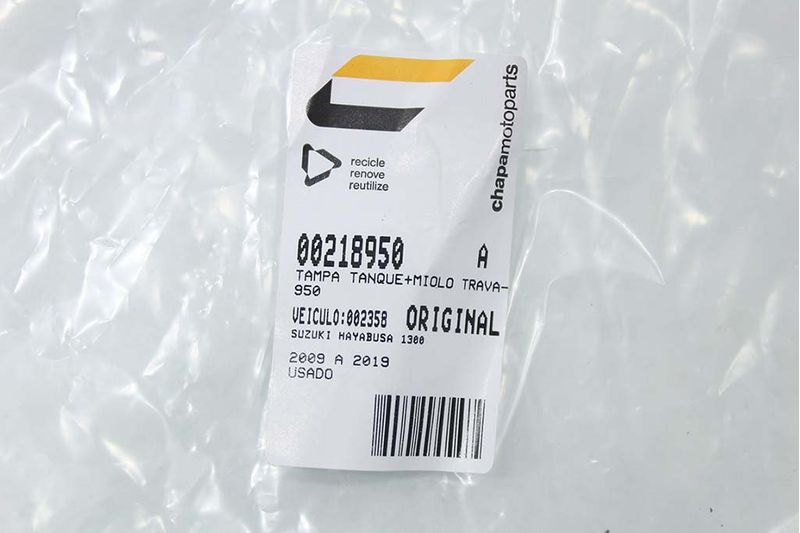 chapamotoparts
recicle
renove
reutilize
00218950 A
TAMPA TANQUE+MIOLO TRAVA-
950
VEICULO:002358 ORIGINAL
SUZUKI HAYABUSA 1300
2009 A 2019
USADO